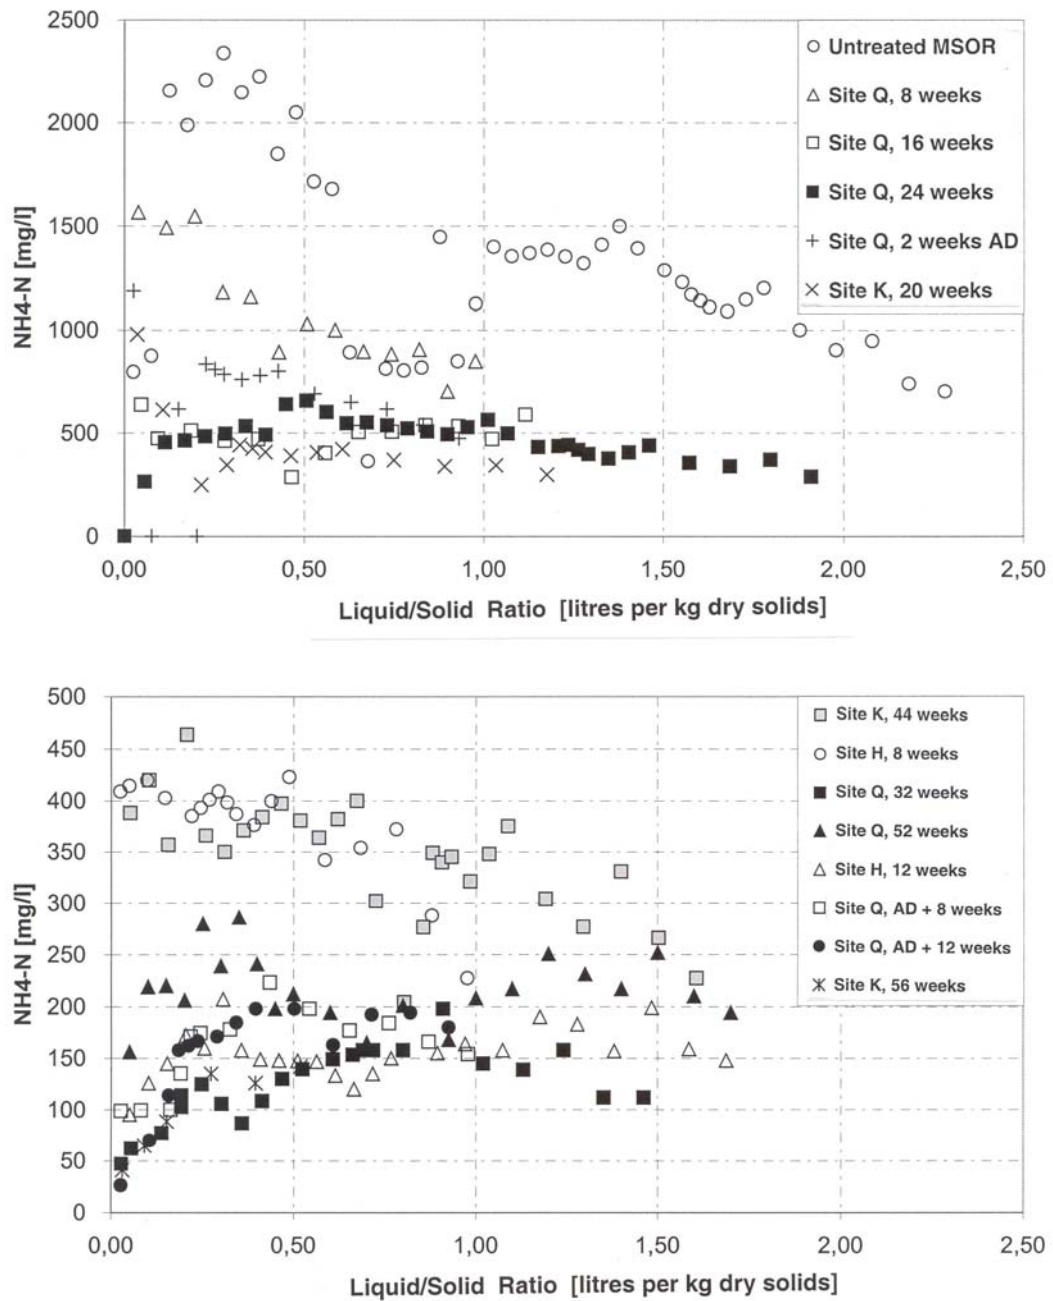 2500
2000
1500
1000
500
0
NH4-N [mg/l]
Untreated MSOR
Site Q, 8 weeks
Site Q, 16 weeks
Site Q, 24 weeks
Site Q, 2 weeks AD
Site K, 20 weeks
0,00 0,50 1,00 1,50 2,00 2,50
Liquid/Solid Ratio [litres per kg dry solids]
500
450
400
350
300
250
200
150
100
50
0
NH4-N [mg/l]
Site K, 44 weeks
Site H, 8 weeks
Site Q, 32 weeks
Site Q, 52 weeks
Site H, 12 weeks
Site Q, AD + 8 weeks
Site Q, AD + 12 weeks
Site K, 56 weeks
0,00 0,50 1,00 1,50 2,00 2,50
Liquid/Solid Ratio [litres per kg dry solids]